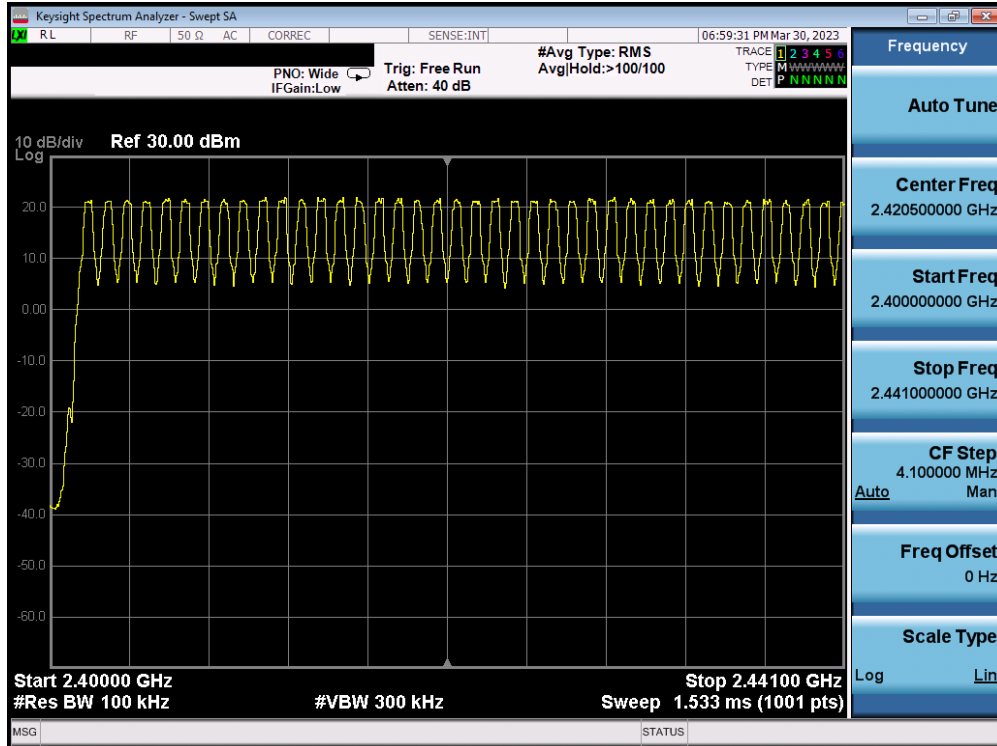 Keysight Spectrum Analyzer - Swept SA
LXI RL RF 50 Ω AC CORREC SENSE:INT 06:59:31 PM Mar 30, 2023
#Avg Type: RMS TRACE 1 2 3 4 5 6
PNO: Wide Trig: Free Run Avg|Hold:>100/100 TYPE M WWWWW
IFGain:Low Atten: 40 dB DET P N N N N N
10 dB/div Ref 30.00 dBm
Log
20.0
10.0
0.00
-10.0
-20.0
-30.0
-40.0
-50.0
-60.0
Start 2.40000 GHz Stop 2.44100 GHz
#Res BW 100 kHz #VBW 300 kHz Sweep 1.533 ms (1001 pts)
MSG STATUS
Frequency
Auto Tune
Center Freq
2.420500000 GHz
Start Freq
2.400000000 GHz
Stop Freq
2.441000000 GHz
CF Step
4.100000 MHz
Auto Man
Freq Offset
0 Hz
Scale Type
Log Lin